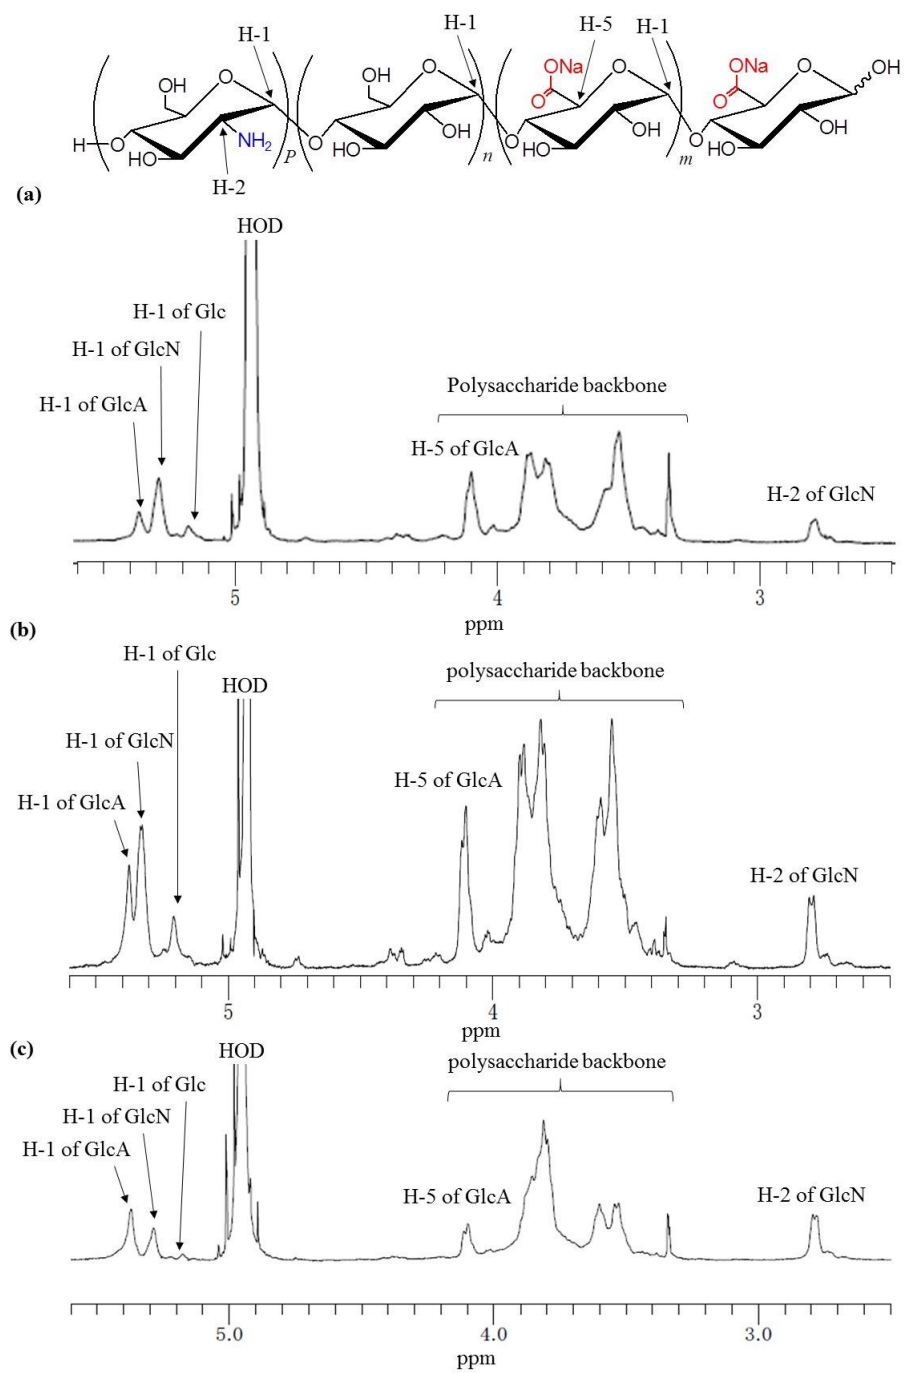 H-1
H-1
H-5
H-1
OH
O
OH
O
ONa
O
O
ONa
O
O
OH
H
O
HO
NH2
P
O
HO
OH
n
O
HO
OH
m
O
HO
OH
H-2
(a)
HOD
H-1 of Glc
H-1 of GlcN
H-1 of GlcA
Polysaccharide backbone
H-5 of GlcA
H-2 of GlcN
5
4
3
ppm
(b)
H-1 of Glc
HOD
polysaccharide backbone
H-1 of GlcN
H-5 of GlcA
H-1 of GlcA
H-2 of GlcN
5
4
3
ppm
(c)
HOD
polysaccharide backbone
H-1 of Glc
H-1 of GlcN
H-1 of GlcA
H-5 of GlcA
H-2 of GlcN
5.0
4.0
3.0
ppm